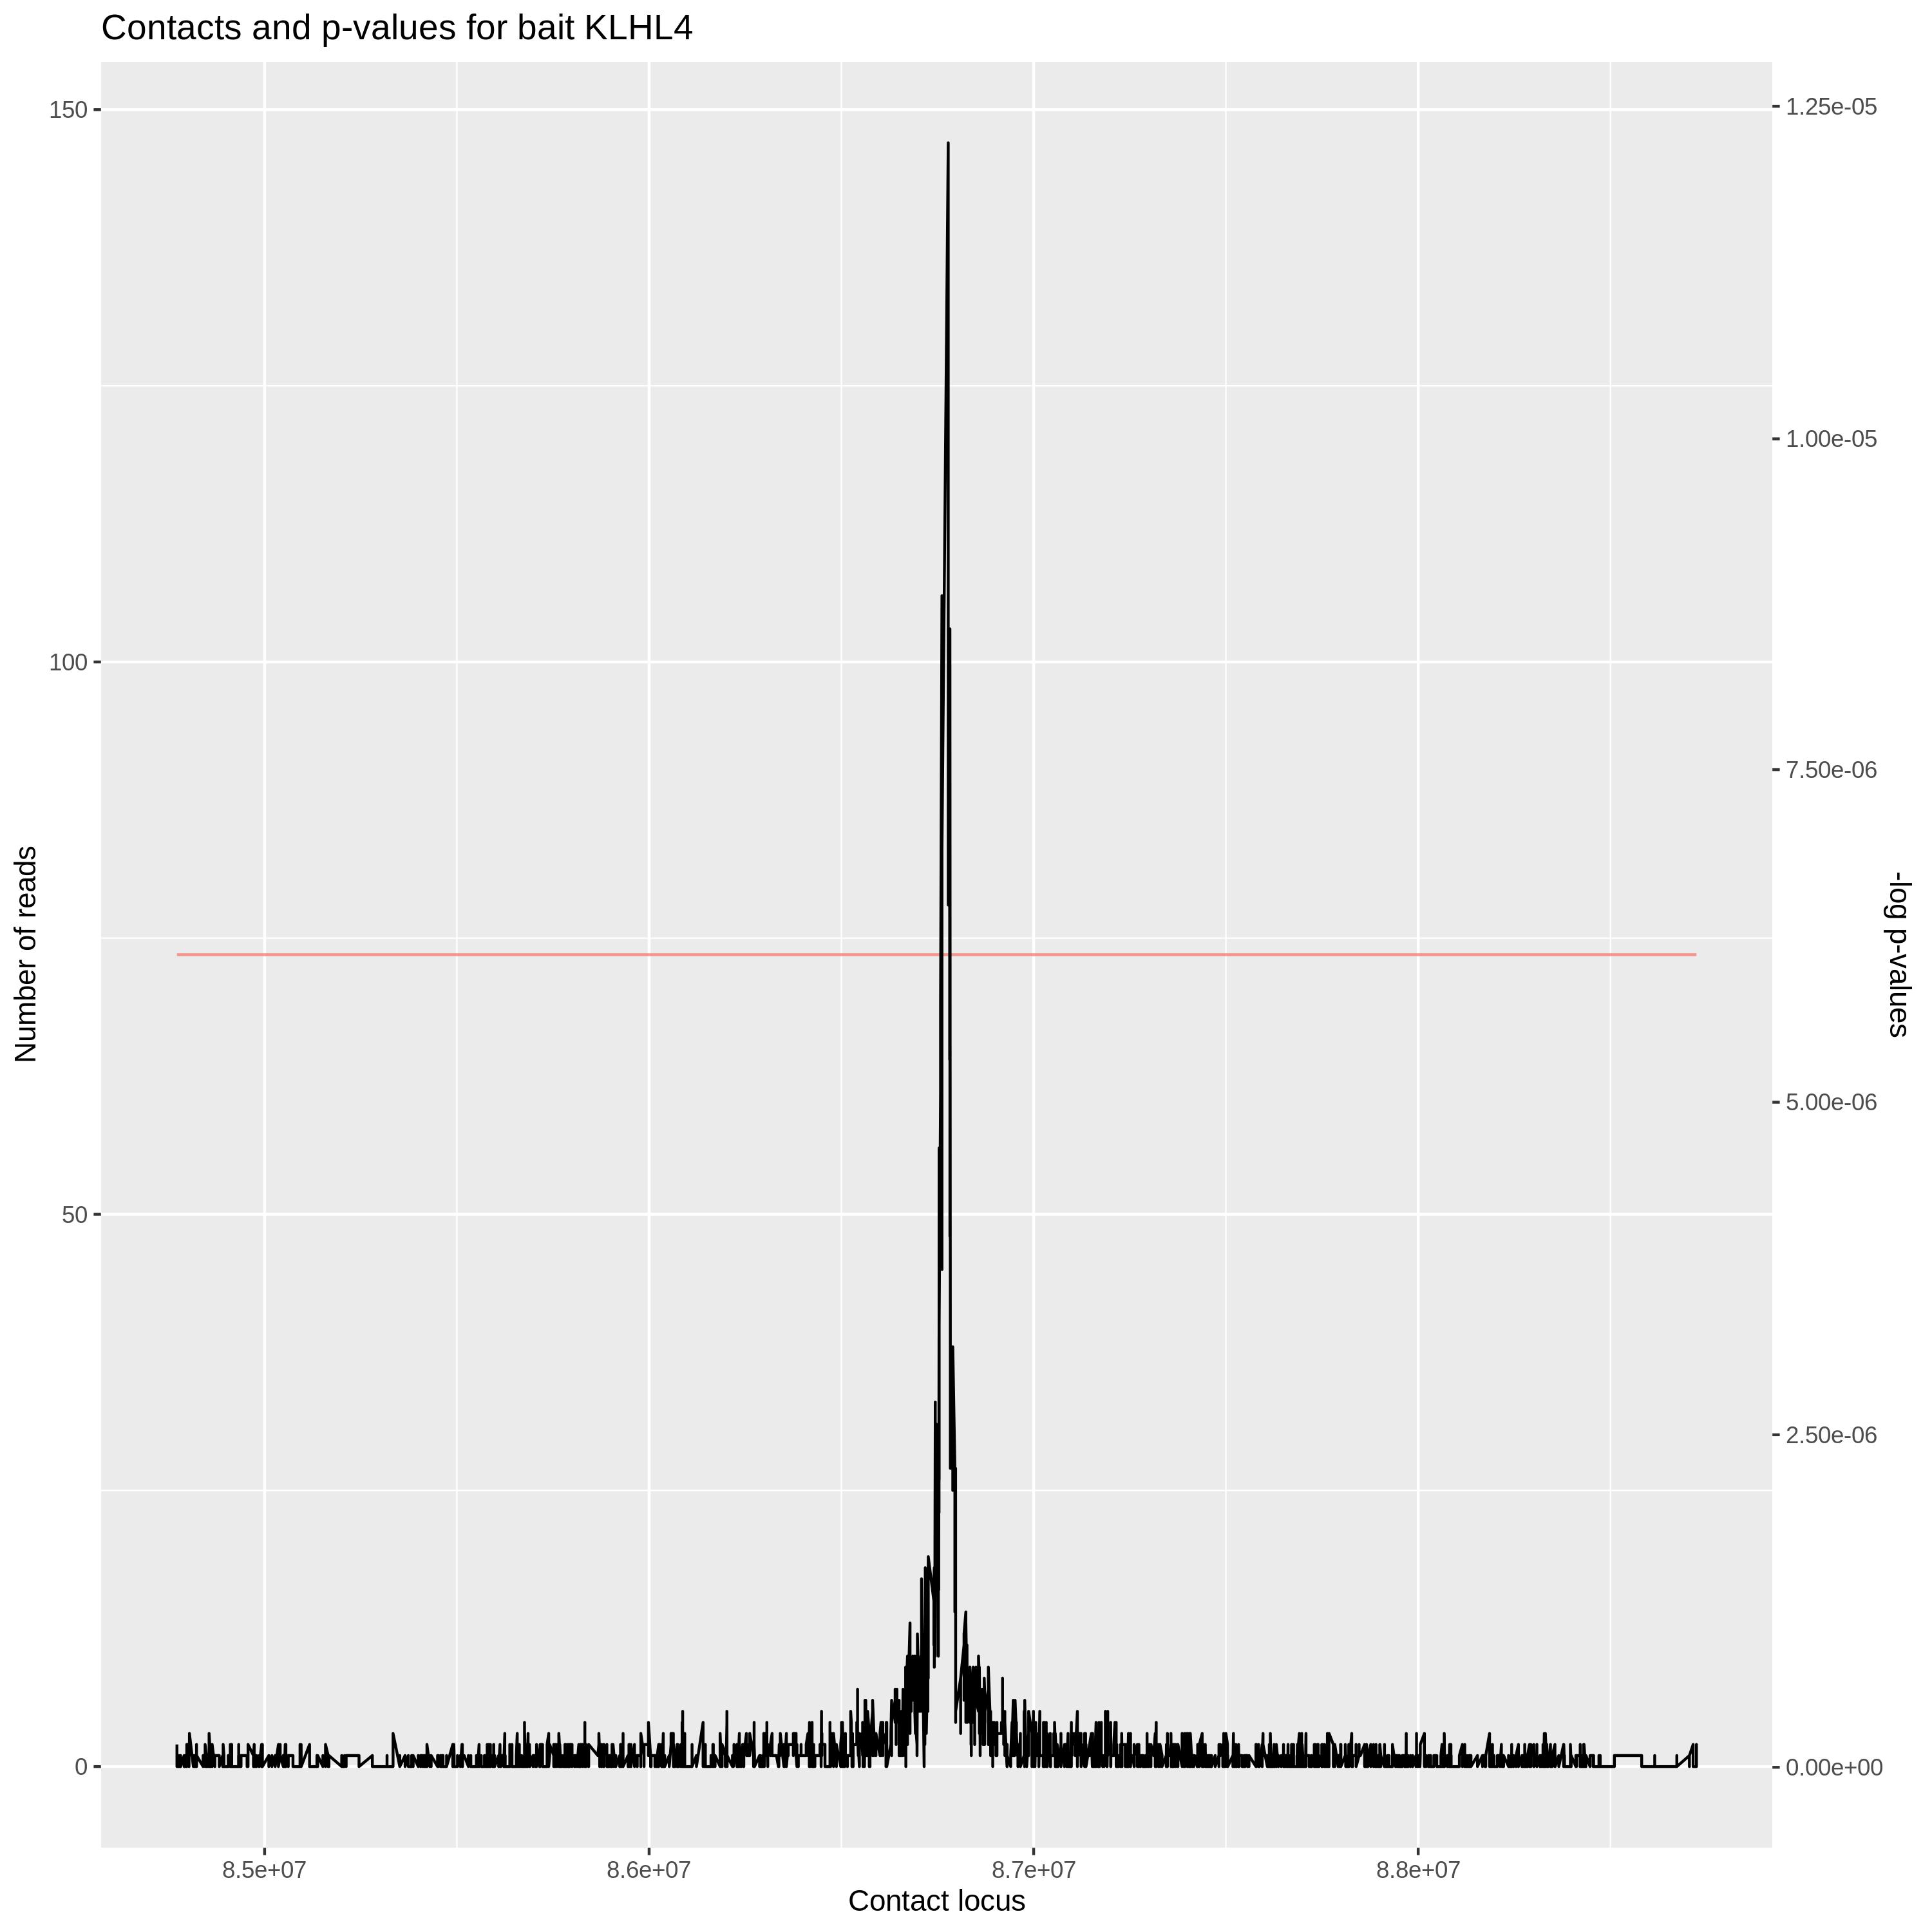 Contacts and p-values for bait KLHL4
150
100
50
0
Number of reads
1.25e-05
1.00e-05
7.50e-06
5.00e-06
2.50e-06
0.00e+00
-log p-values
8.5e+07
8.6e+07
8.7e+07
8.8e+07
Contact locus